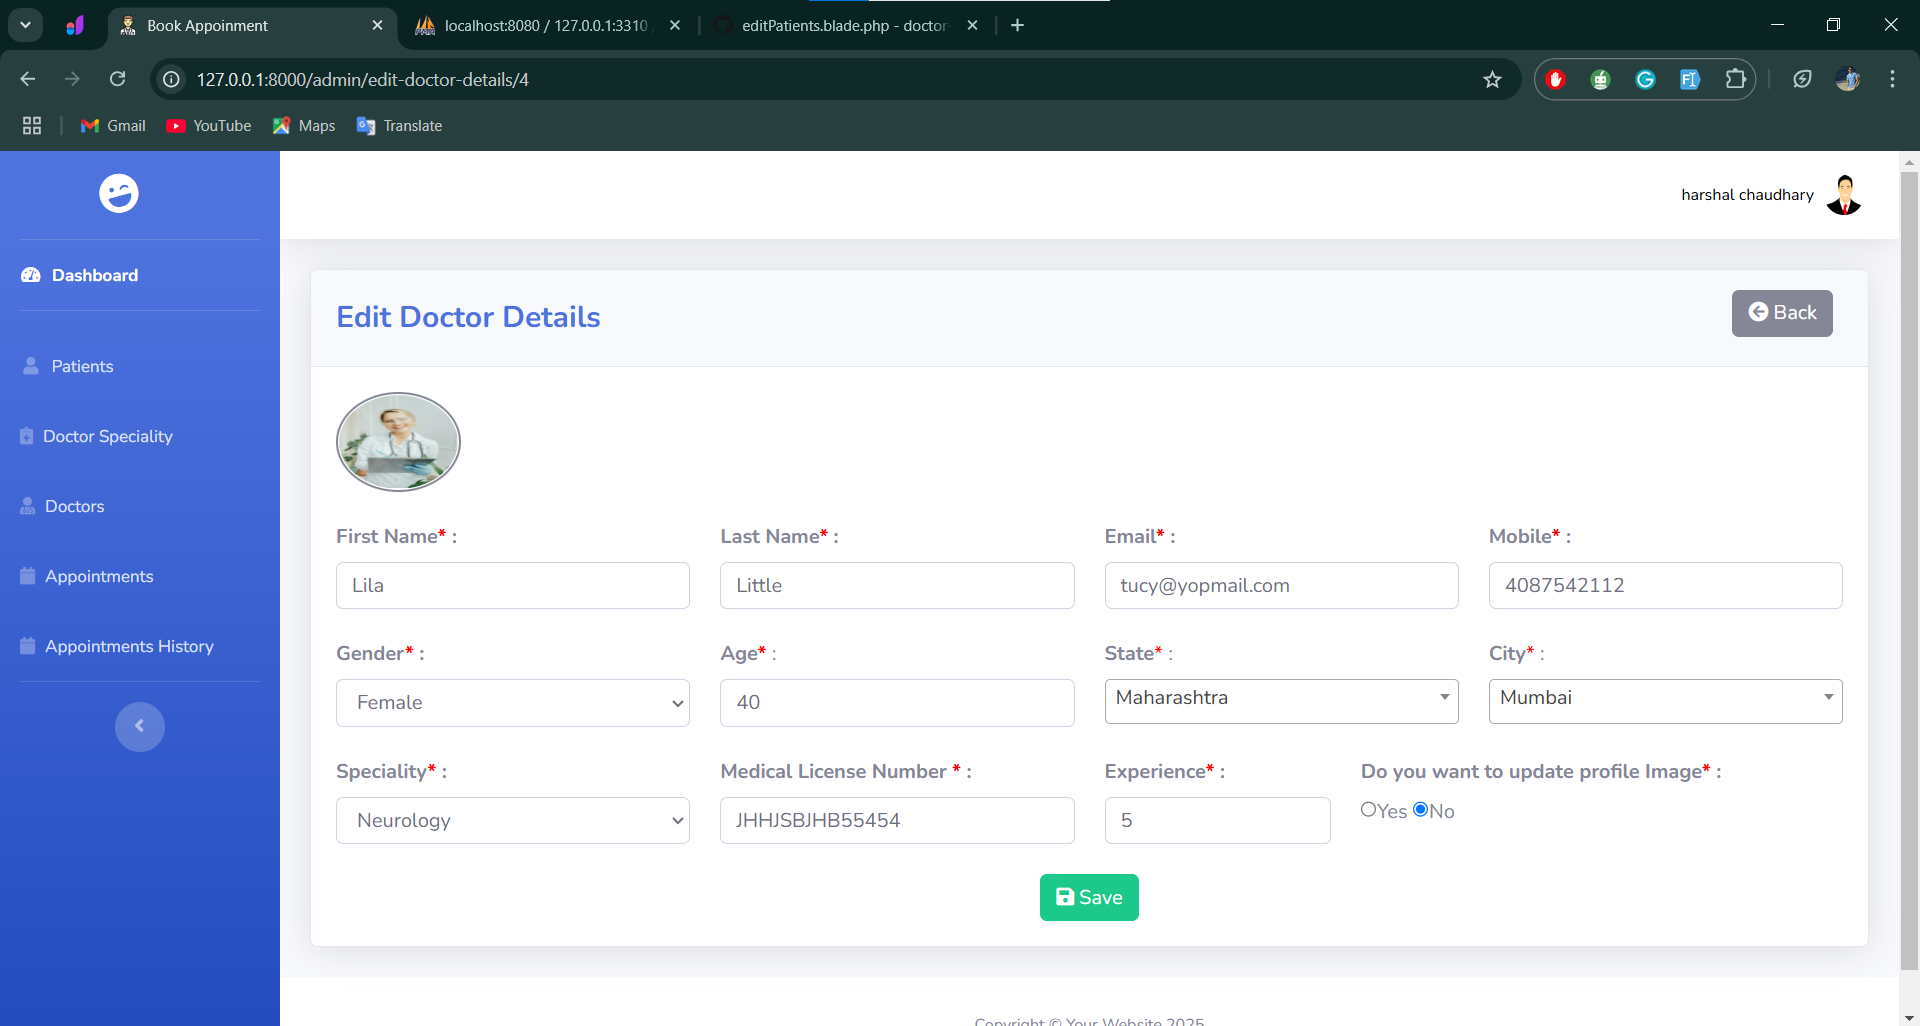 Book Appoinment
localhost:8080 / 127.0.0.1:3310
editPatients.blade.php - doctor-
127.0.0.1:8000/admin/edit-doctor-details/4
Gmail
YouTube
Maps
Translate
harshal chaudhary
Dashboard
Patients
Doctor Speciality
Doctors
Appointments
Appointments History
Edit Doctor Details
Back
First Name* :
Last Name* :
Email* :
Mobile* :
Lila
Little
tucy@yopmail.com
4087542112
Gender* :
Age* :
State* :
City* :
Female
40
Maharashtra
Mumbai
Speciality* :
Medical License Number * :
Experience* :
Do you want to update profile Image* :
Neurology
JHHJSBJHB55454
5
Yes No
Save
Copyright © Your Website 2025